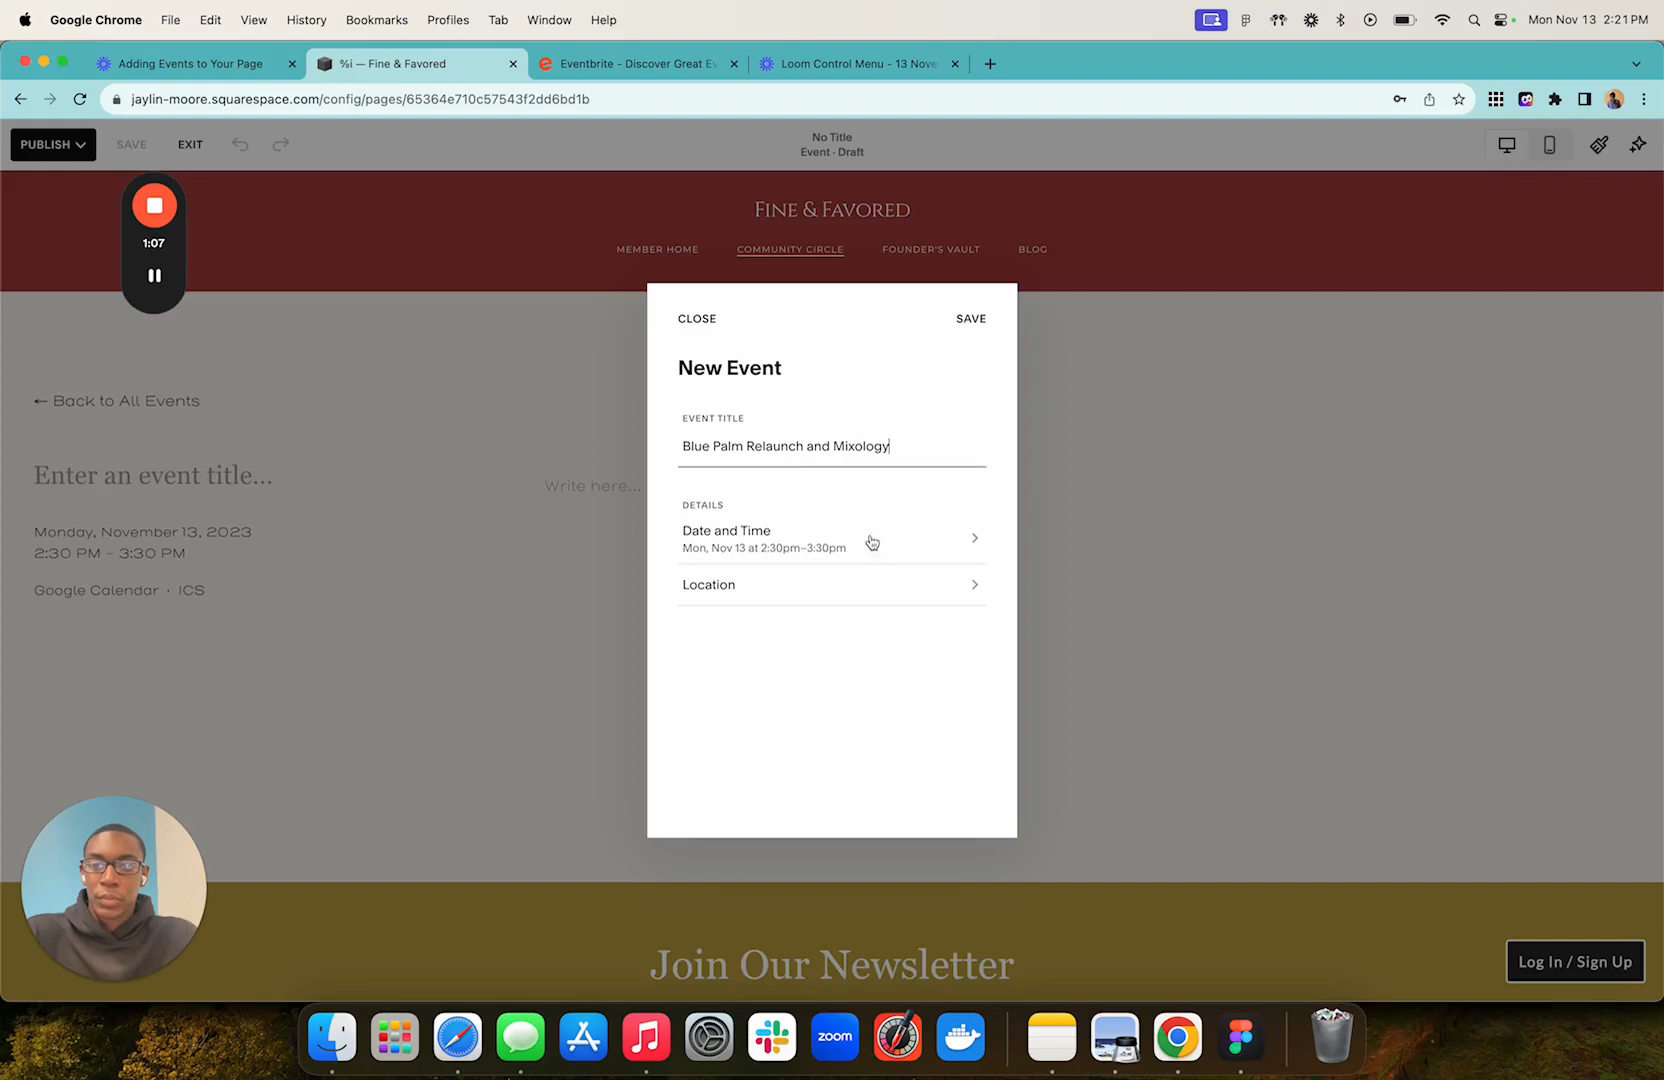 Google Chrome File Edit View History Bookmarks Profiles Tab Window Help Mon Nov 13 2:21 PM
Adding Events to Your Page %i — Fine & Favored Eventbrite - Discover Great Ev Loom Control Menu - 13 Nove
jaylin-moore.squarespace.com/config/pages/65364e710c57543f2dd6bd1b
PUBLISH SAVE EXIT
No Title
Event · Draft
FINE & FAVORED
MEMBER HOME COMMUNITY CIRCLE FOUNDER'S VAULT BLOG
1:07
CLOSE SAVE
New Event
EVENT TITLE
Blue Palm Relaunch and Mixology
DETAILS
Date and Time
Mon, Nov 13 at 2:30pm–3:30pm
Location
← Back to All Events
Enter an event title...
Write here...
Monday, November 13, 2023
2:30 PM – 3:30 PM
Google Calendar · ICS
Join Our Newsletter
Log In / Sign Up
zoom